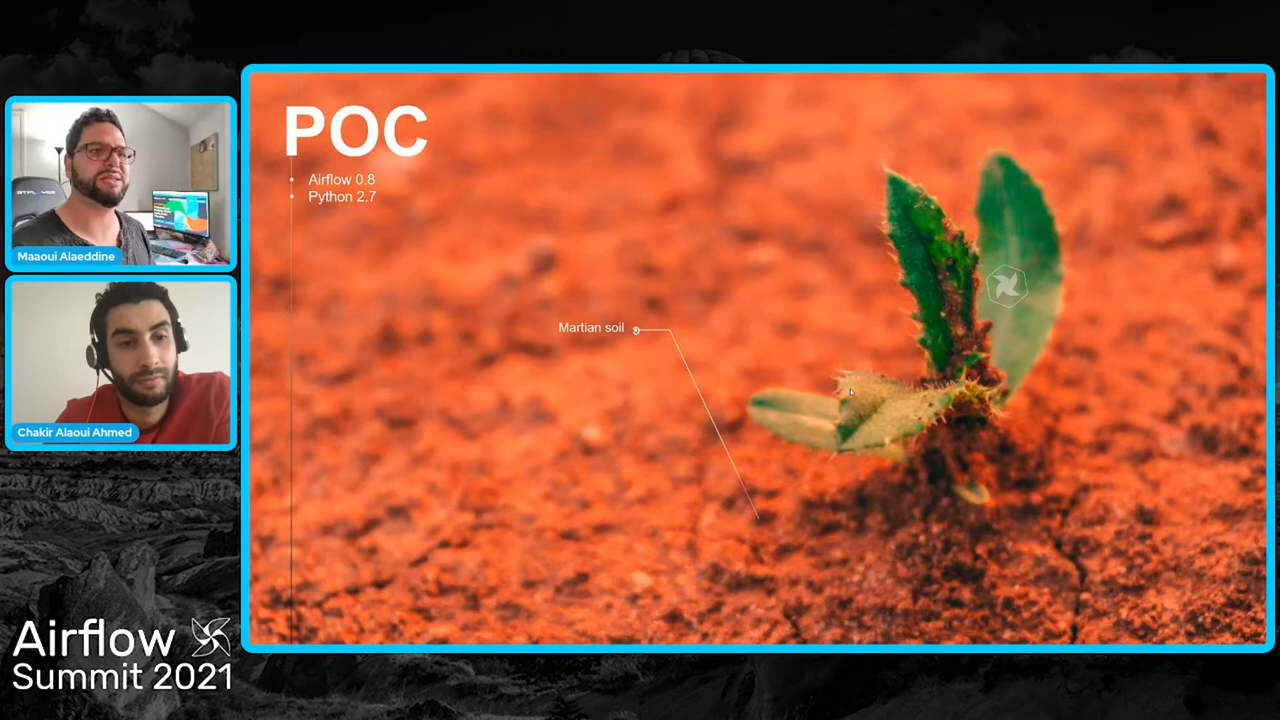 POC
• Airflow 0.8
• Python 2.7
Martian soil
Maaoui Alaeddine
Chakir Alaoui Ahmed
Airflow
Summit 2021